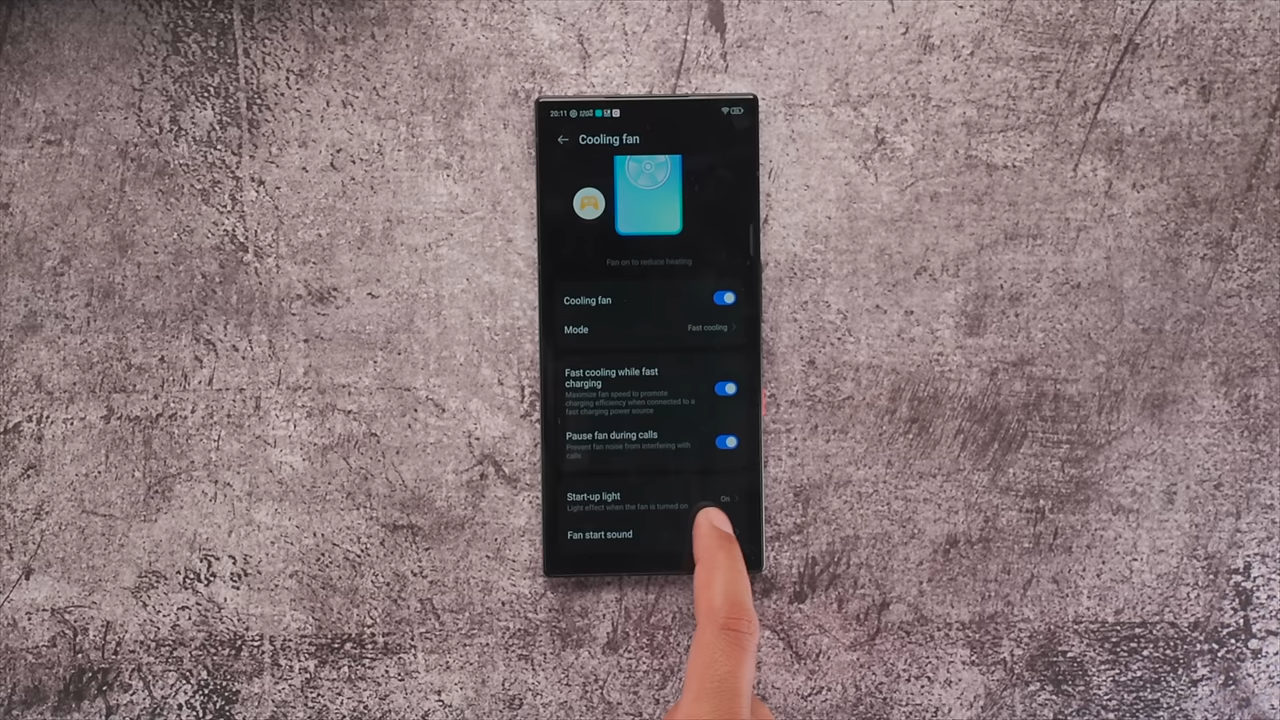 20:11
Cooling fan
Fan on to reduce heating
Cooling fan
Mode
Fast cooling
Fast cooling while fast
charging
Maximize fan speed to promote
charging efficiency when connected to a
fast charging power source
Pause fan during calls
Prevent fan noise from interfering with
calls
Start-up light
On
Light effect when the fan is turned on
Fan start sound